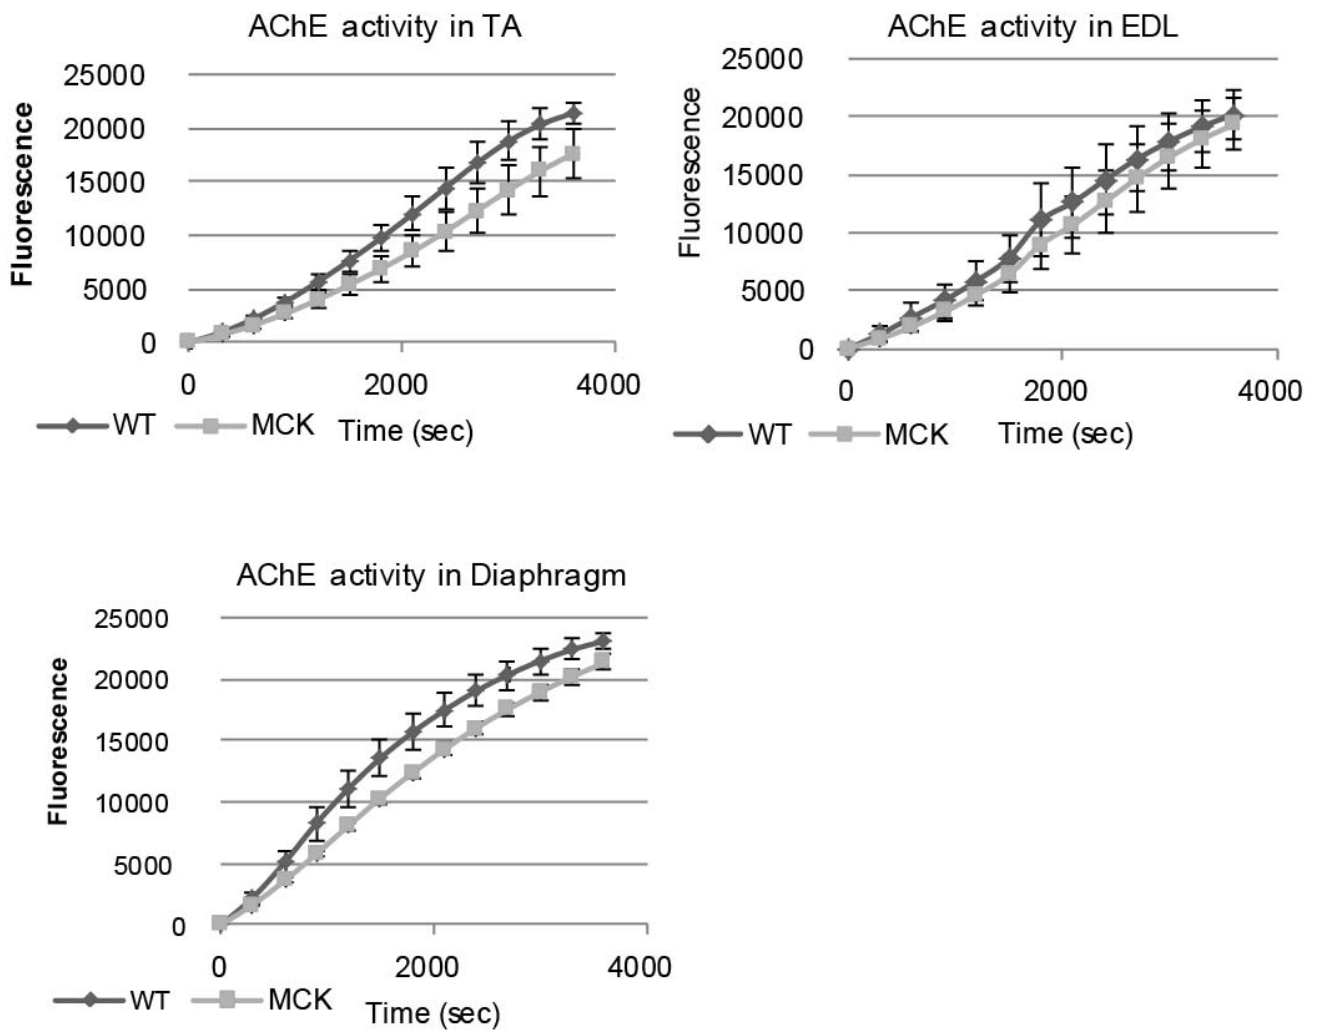 AChE activity in TA
Fluorescence
25000
20000
15000
10000
5000
0
0 2000 4000
WT MCK Time (sec)
AChE activity in EDL
Fluorescence
25000
20000
15000
10000
5000
0
0 2000 4000
WT MCK Time (sec)
AChE activity in Diaphragm
Fluorescence
25000
20000
15000
10000
5000
0
0 2000 4000
WT MCK Time (sec)